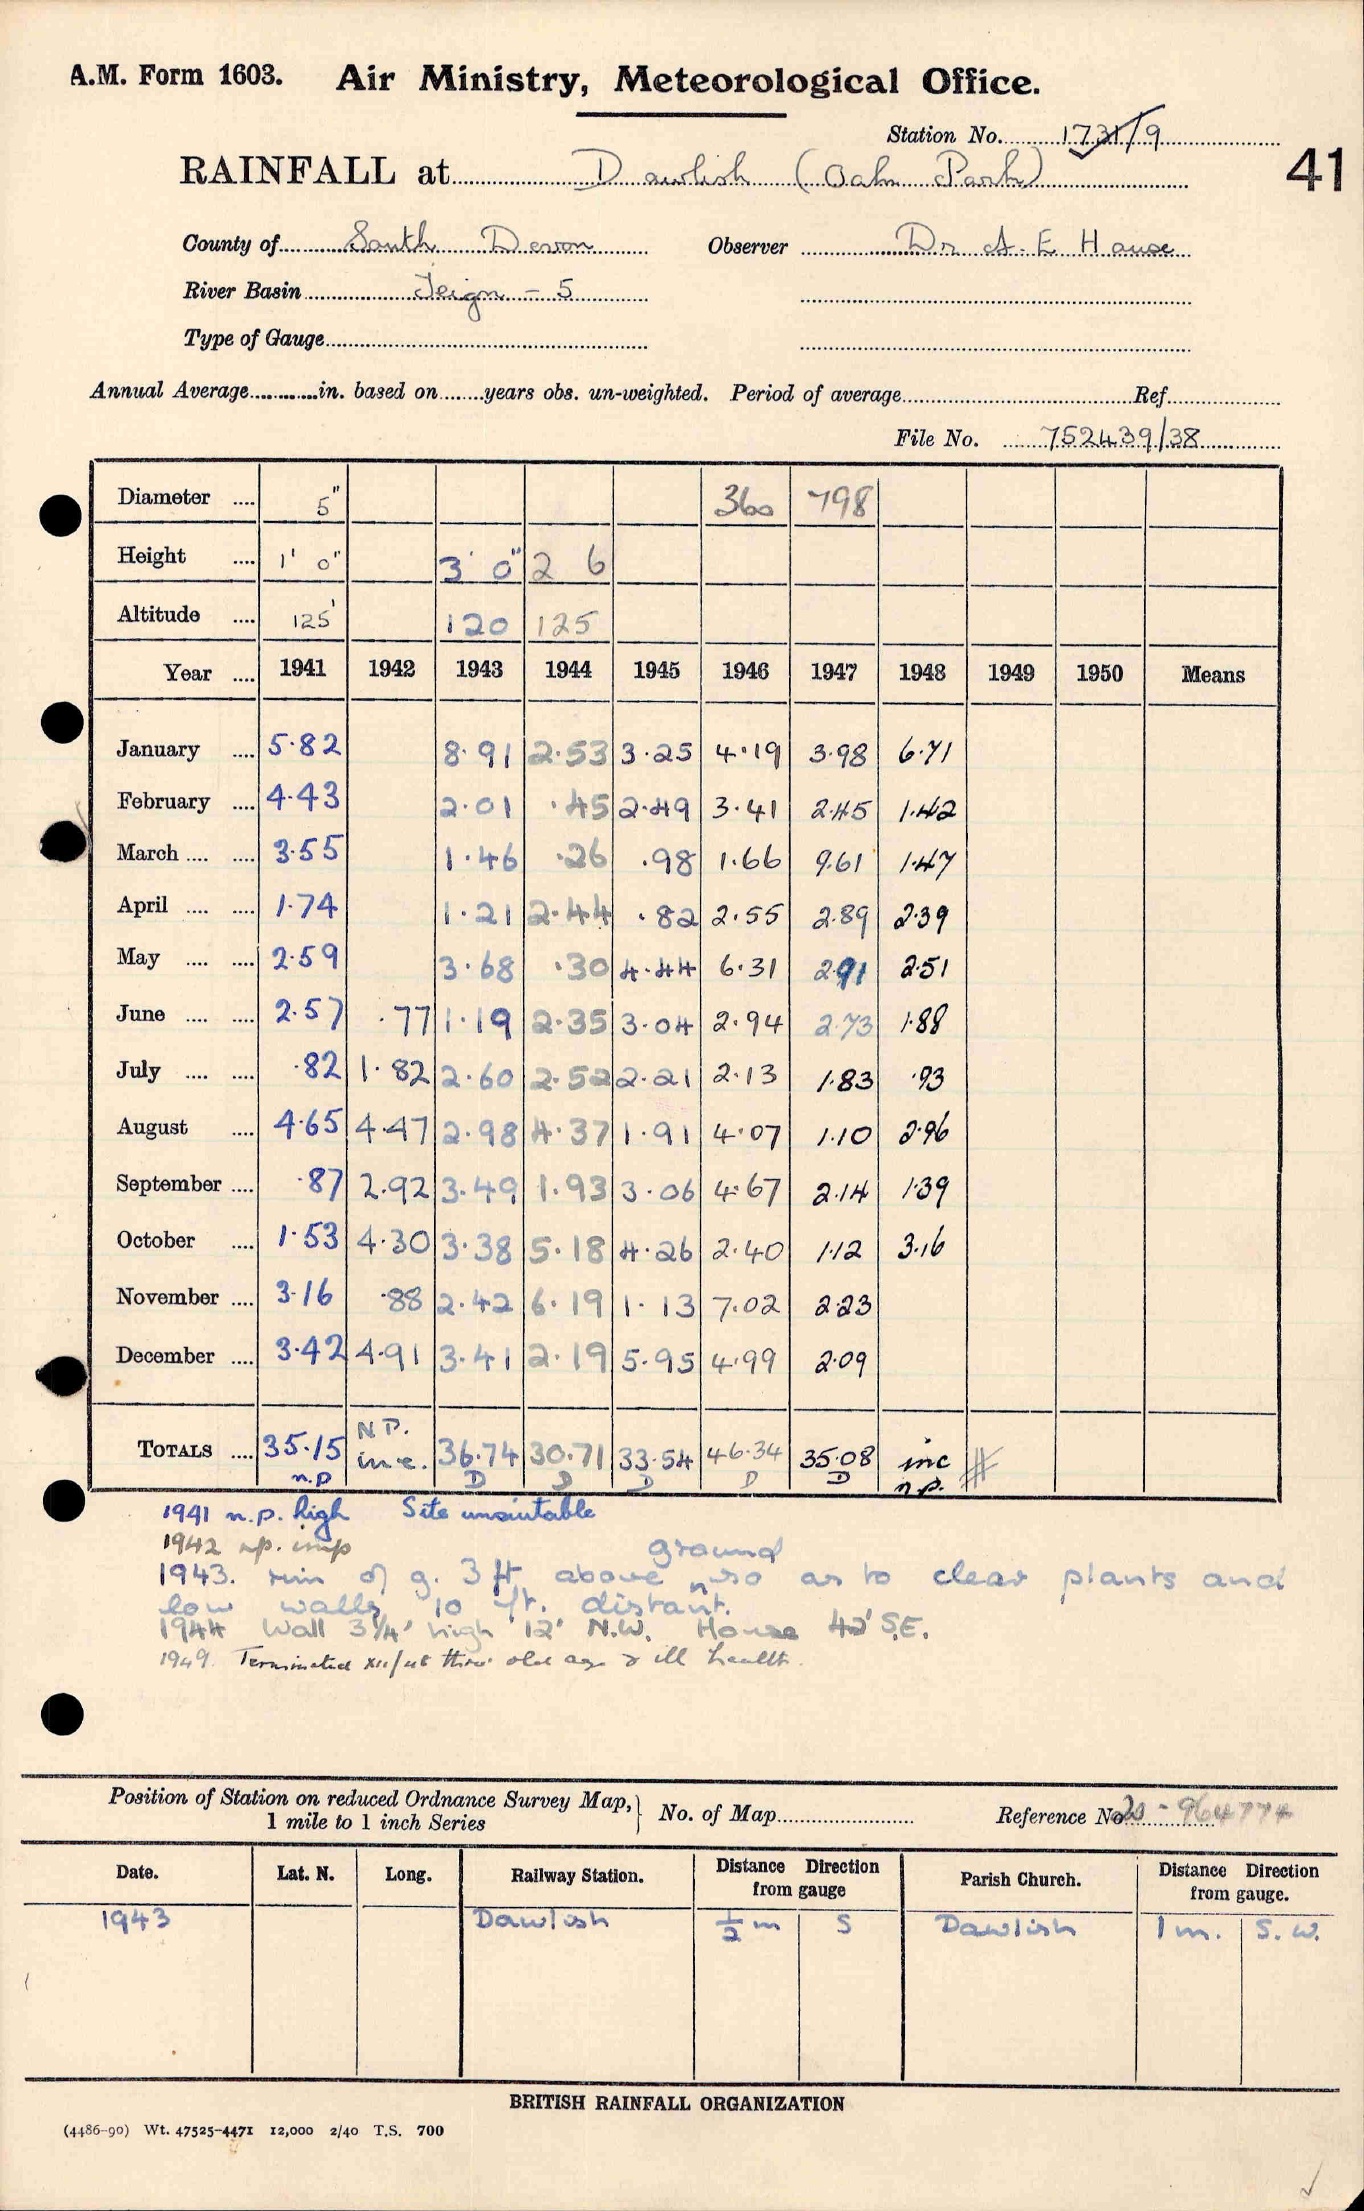 A.M. Form 1603. Air Ministry, Meteorological Office.
Station No. 1731/9
41
RAINFALL at Dawlish (Oak Park)
County of South Devon Observer Dr A. E House
River Basin Teign - 5
Type of Gauge
Annual Average in. based on years obs. un-weighted. Period of average Ref
File No. 752439/38
Diameter 5" 360 798
Height 1' 0" 3' 0" 2 6
Altitude 125' 120 125
Year 1941 1942 1943 1944 1945 1946 1947 1948 1949 1950 Means
January 5.82 8.91 2.53 3.25 4.19 3.98 6.71
February 4.43 2.01 .45 2.49 3.41 2.45 1.42
March 3.55 1.46 .26 .98 1.66 9.61 1.47
April 1.74 1.21 2.44 .82 2.55 2.89 2.39
May 2.59 3.68 .30 4.44 6.31 2.91 2.51
June 2.57 .77 1.19 2.35 3.04 2.94 2.73 1.88
July .82 1.82 2.60 2.52 2.21 2.13 1.83 .93
August 4.65 4.47 2.98 4.37 1.91 4.07 1.10 2.96
September .87 2.92 3.49 1.93 3.06 4.67 2.14 1.39
October 1.53 4.30 3.38 5.18 4.26 2.40 1.12 3.16
November 3.16 .88 2.42 6.19 1.13 7.02 2.23
December 3.42 4.91 3.41 2.19 5.95 4.99 2.09
TOTALS 35.15 n.p N.P. inc. 36.74 D 30.71 D 33.54 D 46.34 D 35.08 D inc n.p.
1941 n.p. high Site unsuitable
1942 np. imp
1943. rim of g. 3 ft above ground so as to clear plants and
low walls 10 ft. distant.
1944 Wall 3¼' high 12' N.W. House 42' S.E.
1949. Terminated xii/48 thro' old age & ill health.
Position of Station on reduced Ordnance Survey Map, 1 mile to 1 inch Series No. of Map Reference No. 20 - 964774
Date. Lat. N. Long. Railway Station. Distance Direction from gauge Parish Church. Distance Direction from gauge.
1943 Dawlish ½ m S Dawlish 1 m. S.W.
BRITISH RAINFALL ORGANIZATION
(4486-90) Wt. 47525-4471 12,000 2/40 T.S. 700